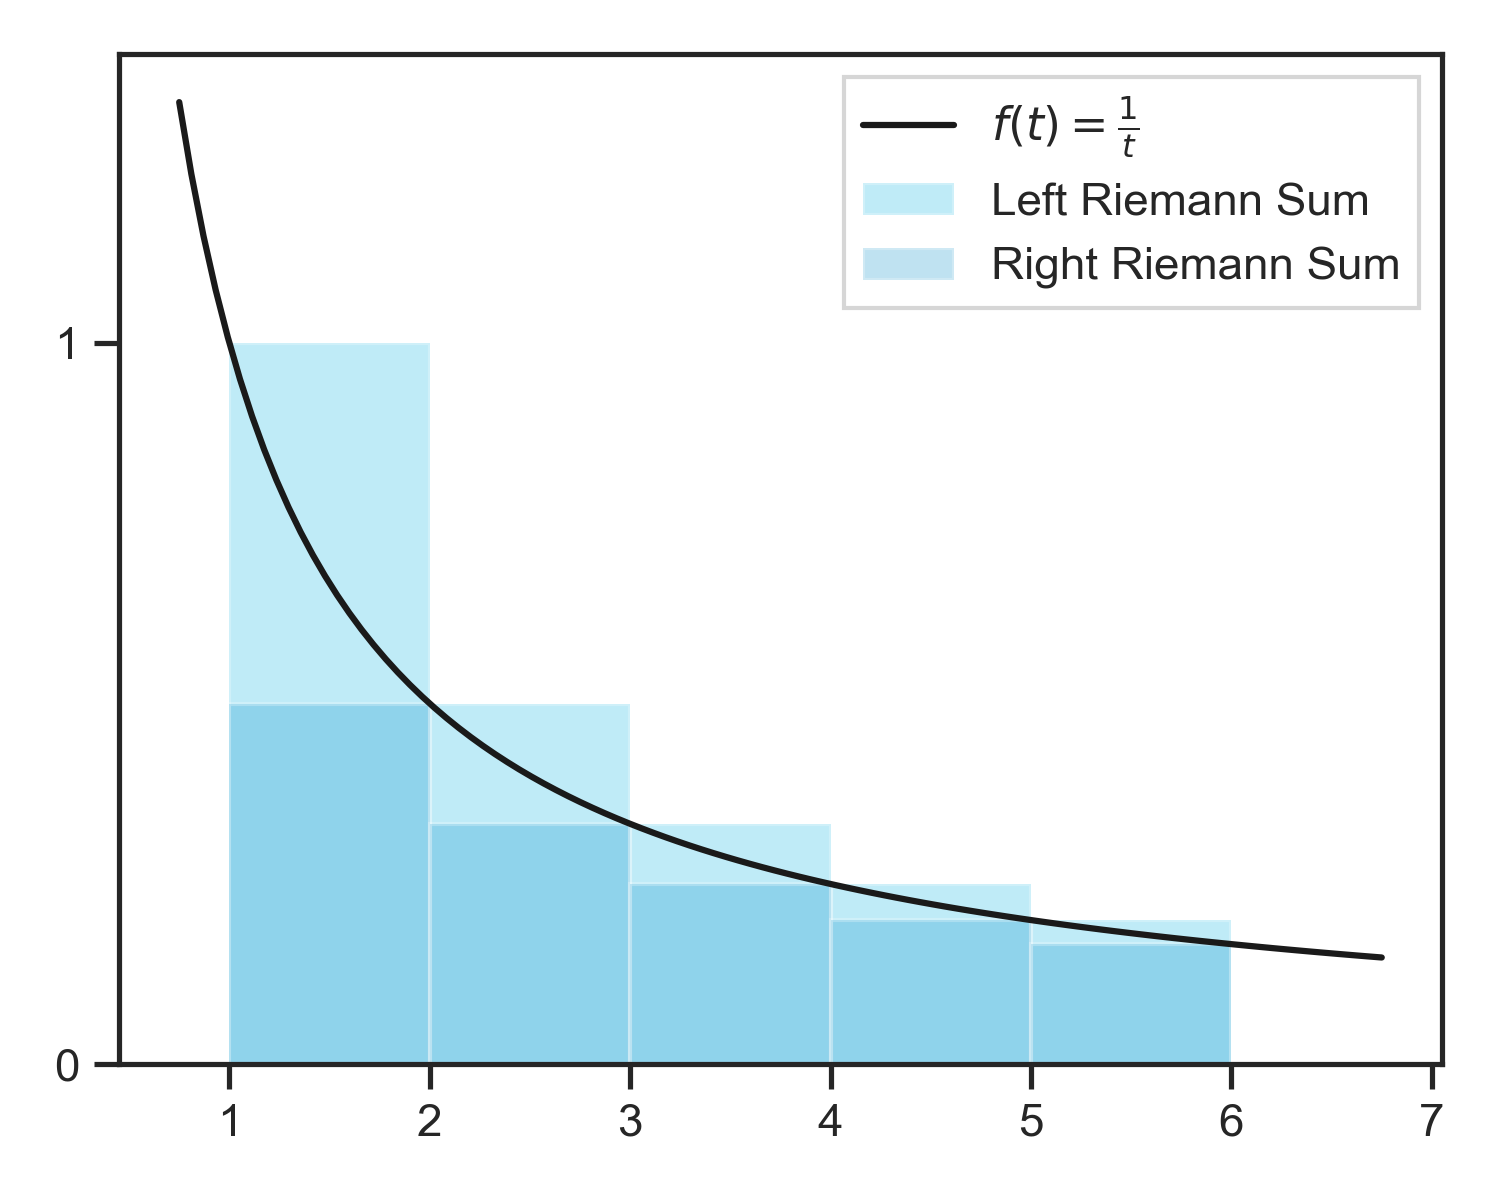 f(t) = 1/t
Left Riemann Sum
Right Riemann Sum
1
0
1 2 3 4 5 6 7